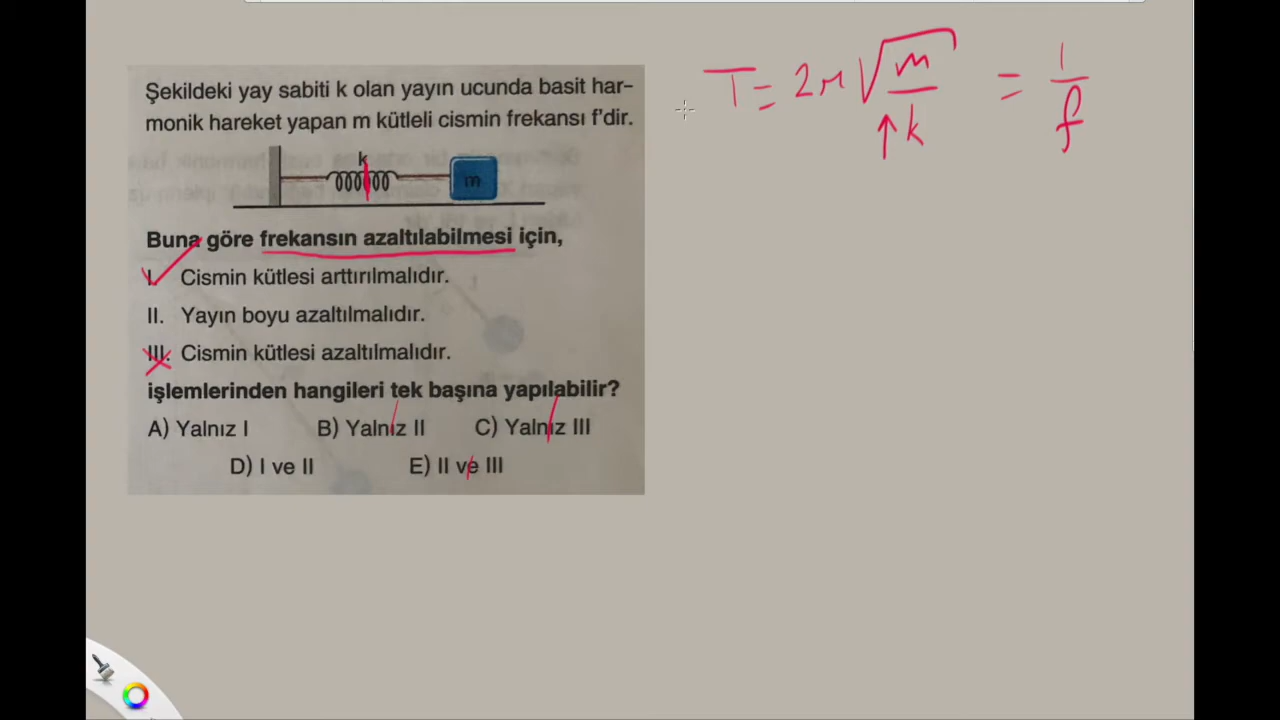 Şekildeki yay sabiti k olan yayın ucunda basit har-
monik hareket yapan m kütleli cismin frekansı f'dir.
k
m
Buna göre frekansın azaltılabilmesi için,
I. Cismin kütlesi arttırılmalıdır.
II. Yayın boyu azaltılmalıdır.
III. Cismin kütlesi azaltılmalıdır.
işlemlerinden hangileri tek başına yapılabilir?
A) Yalnız I B) Yalnız II C) Yalnız III
D) I ve II E) II ve III
T = 2π√(m/↑k) = 1/f